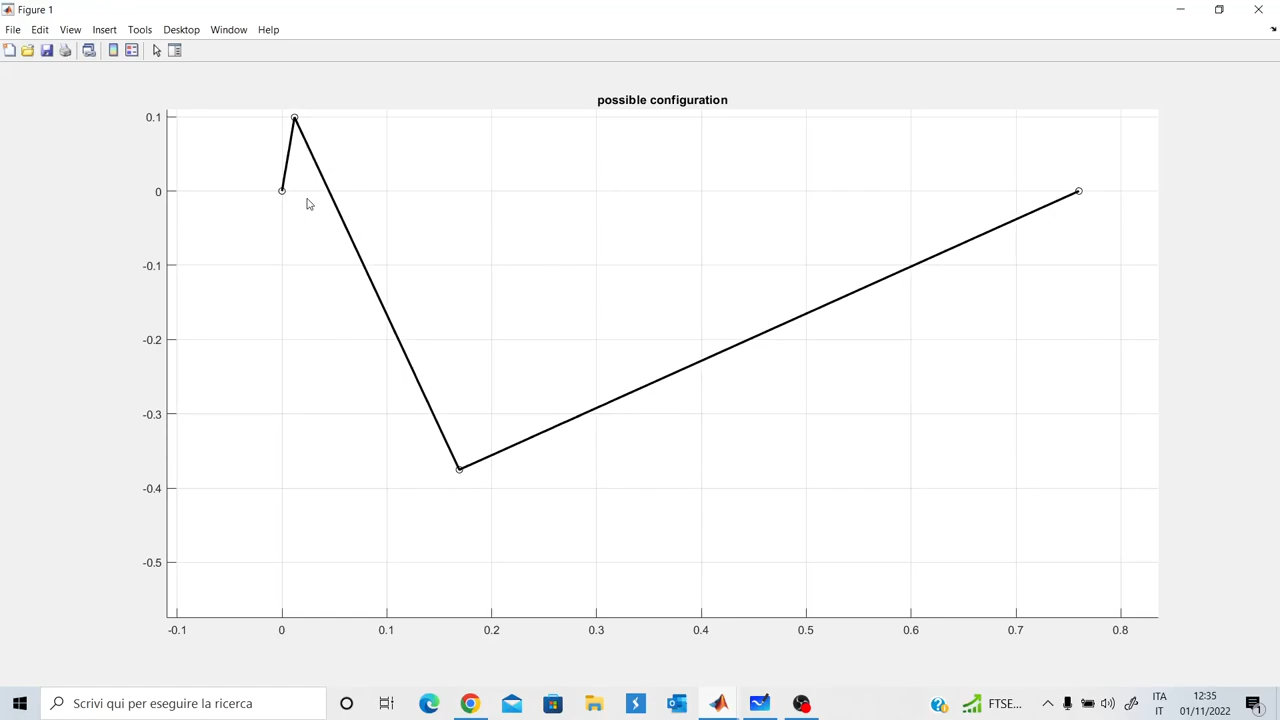 Figure 1
File Edit View Insert Tools Desktop Window Help
possible configuration
0.1
0
-0.1
-0.2
-0.3
-0.4
-0.5
-0.1 0 0.1 0.2 0.3 0.4 0.5 0.6 0.7 0.8
Scrivi qui per eseguire la ricerca
FTSE...
ITA
IT
12:35
01/11/2022
1